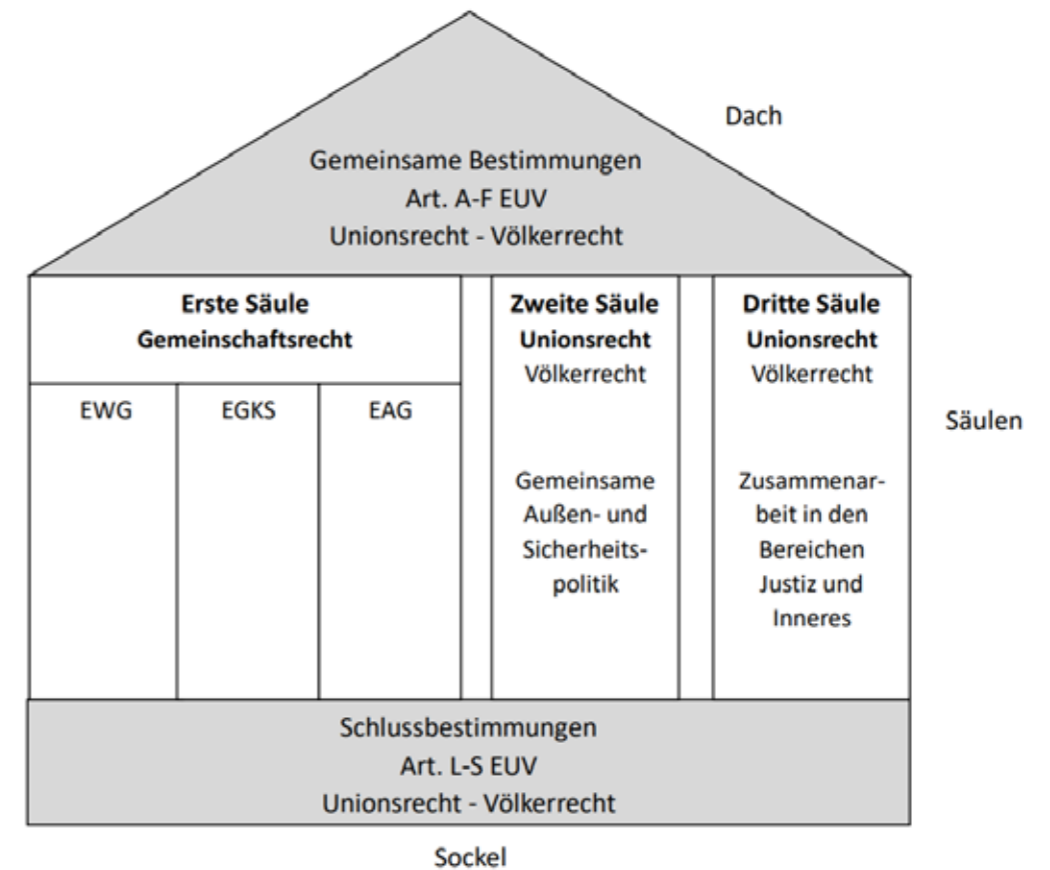 Dach
Gemeinsame Bestimmungen
Art. A-F EUV
Unionsrecht - Völkerrecht
Erste Säule
Gemeinschaftsrecht
EWG
EGKS
EAG
Zweite Säule
Unionsrecht
Völkerrecht
Gemeinsame
Außen- und
Sicherheits-
politik
Dritte Säule
Unionsrecht
Völkerrecht
Zusammenar-
beit in den
Bereichen
Justiz und
Inneres
Säulen
Schlussbestimmungen
Art. L-S EUV
Unionsrecht - Völkerrecht
Sockel